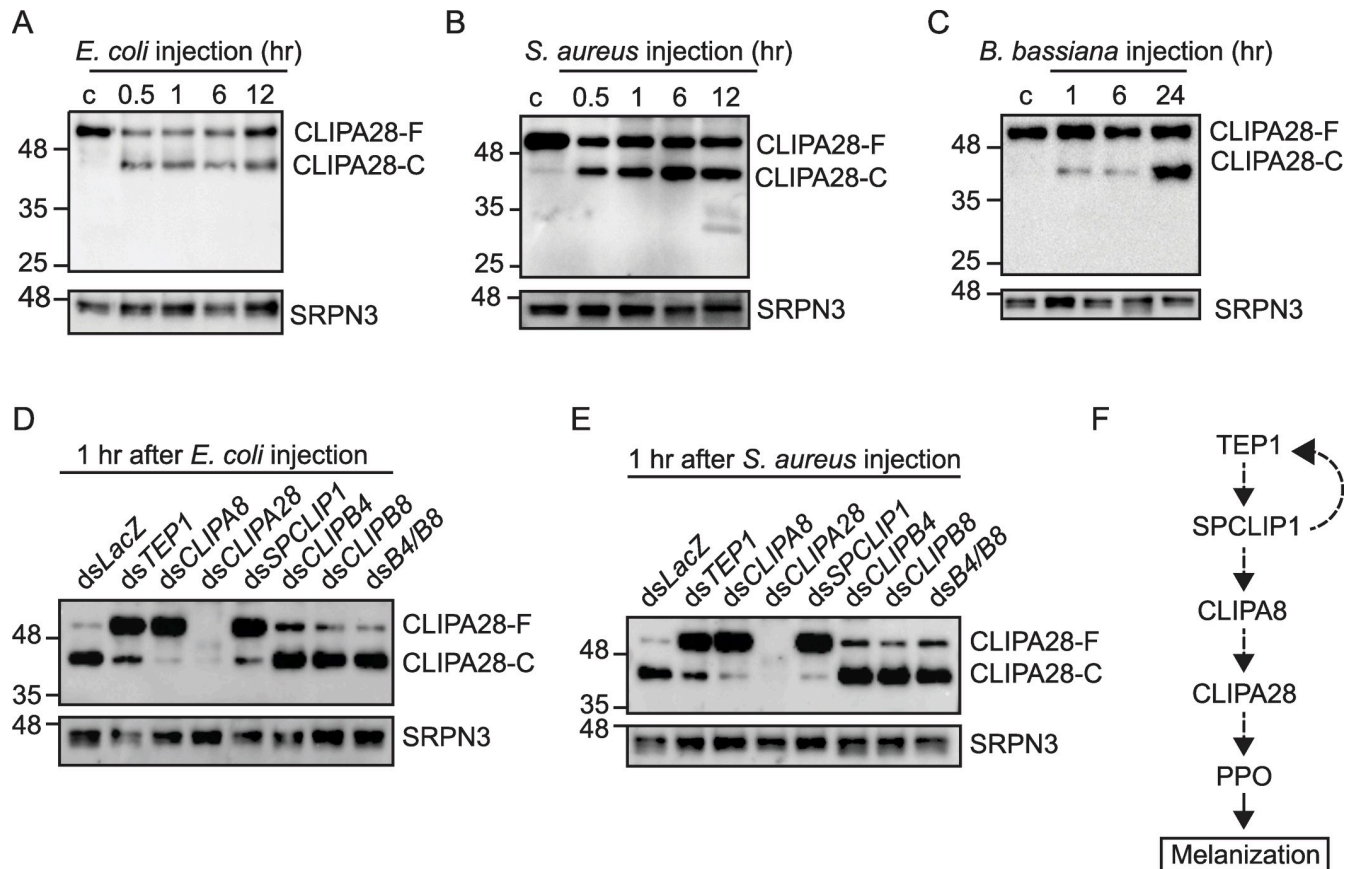 A
E. coli injection (hr)
c 0.5 1 6 12
48
35
25
CLIPA28-F
CLIPA28-C
48
SRPN3
B
S. aureus injection (hr)
c 0.5 1 6 12
48
35
25
CLIPA28-F
CLIPA28-C
48
SRPN3
C
B. bassiana injection (hr)
c 1 6 24
48
35
25
CLIPA28-F
CLIPA28-C
48
SRPN3
D
1 hr after E. coli injection
dsLacZ
dsTEP1
dsCLIPA8
dsCLIPA28
dsSPCLIP1
dsCLIPB4
dsCLIPB8
dsB4/B8
48
35
CLIPA28-F
CLIPA28-C
48
SRPN3
E
1 hr after S. aureus injection
dsLacZ
dsTEP1
dsCLIPA8
dsCLIPA28
dsSPCLIP1
dsCLIPB4
dsCLIPB8
dsB4/B8
48
35
CLIPA28-F
CLIPA28-C
48
SRPN3
F
TEP1
SPCLIP1
CLIPA8
CLIPA28
PPO
Melanization